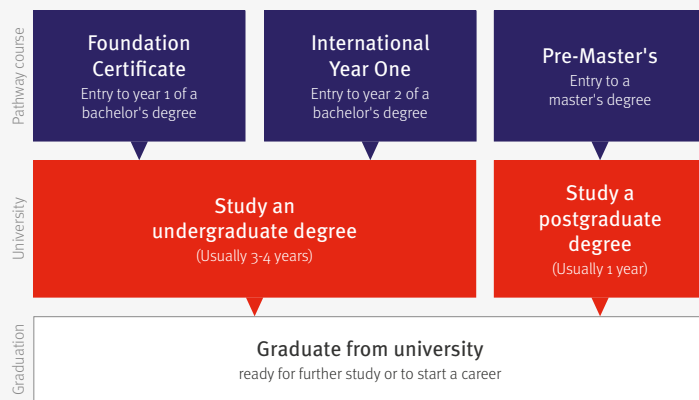 Pathway course
Foundation
Certificate
Entry to year 1 of a
bachelor's degree
International
Year One
Entry to year 2 of a
bachelor's degree
Pre-Master's
Entry to a
master's degree
University
Study an
undergraduate degree
(Usually 3-4 years)
Study a
postgraduate
degree
(Usually 1 year)
Graduation
Graduate from university
ready for further study or to start a career